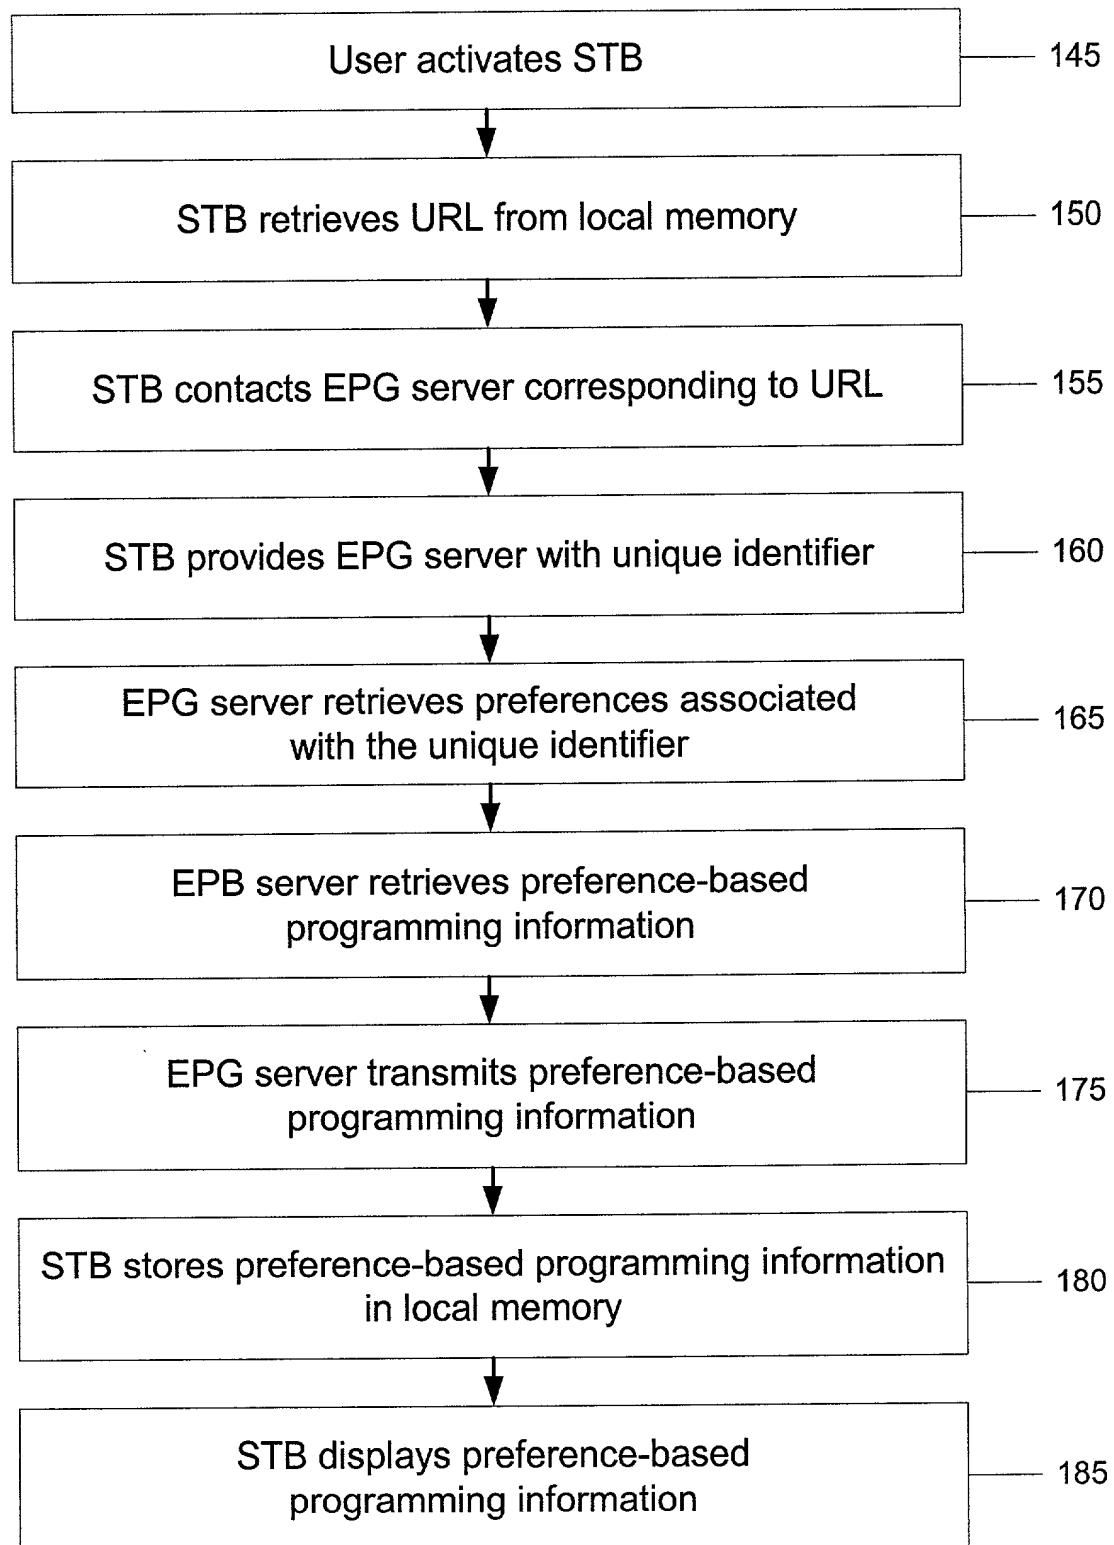 User activates STB
145
STB retrieves URL from local memory
150
STB contacts EPG server corresponding to URL
155
STB provides EPG server with unique identifier
160
EPG server retrieves preferences associated
with the unique identifier
165
EPB server retrieves preference-based
programming information
170
EPG server transmits preference-based
programming information
175
STB stores preference-based programming information
in local memory
180
STB displays preference-based
programming information
185